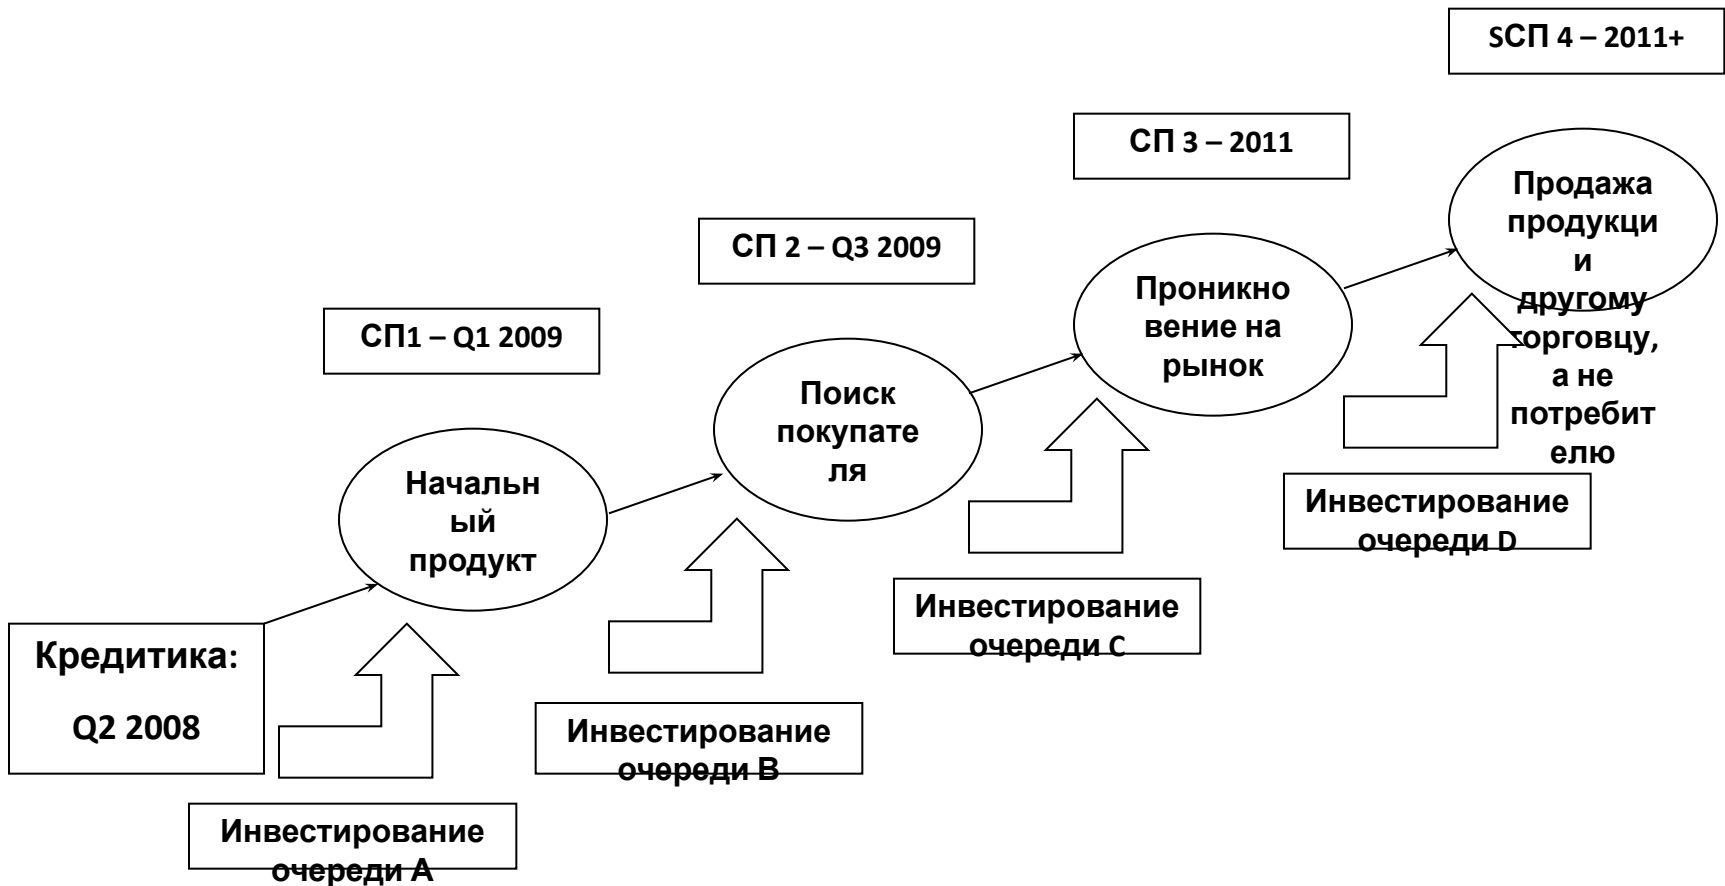 SСП 4 – 2011+
СП 3 – 2011
Продажа
продукци
и
другому
торговцу,
а не
потребит
елю
СП 2 – Q3 2009
Проникно
вение на
рынок
СП1 – Q1 2009
Поиск
покупате
ля
Начальн
ый
продукт
Инвестирование
очереди D
Инвестирование
очереди C
Кредитика:
Q2 2008
Инвестирование
очереди B
Инвестирование
очереди A